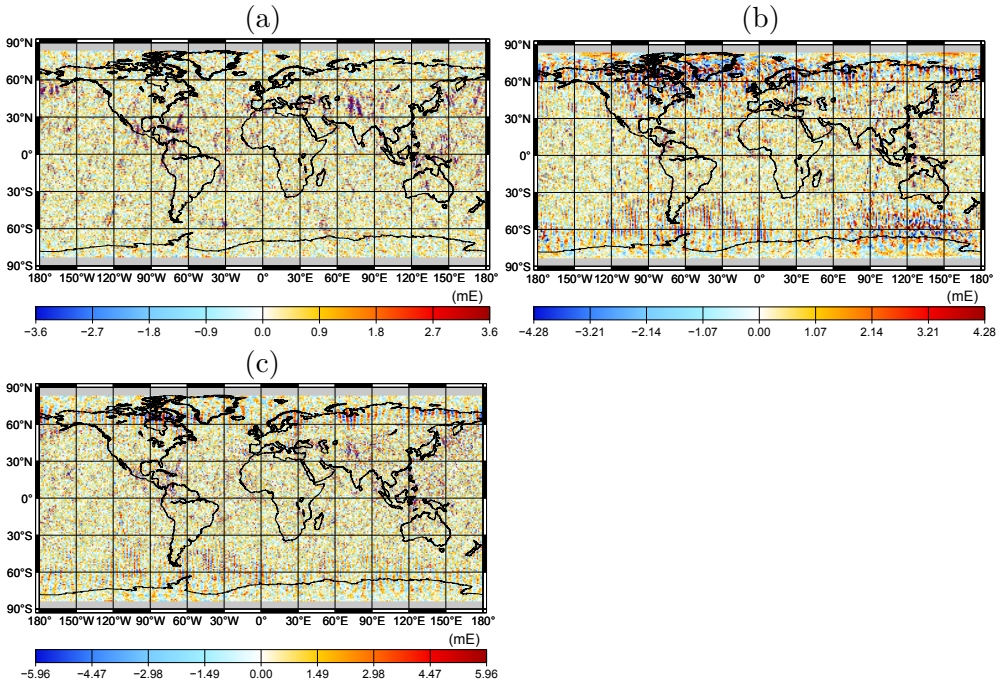 (a)
90°N
60°N
30°N
0°
30°S
60°S
90°S
180° 150°W 120°W 90°W 60°W 30°W 0° 30°E 60°E 90°E 120°E 150°E 180°
(mE)
−3.6 −2.7 −1.8 −0.9 0.0 0.9 1.8 2.7 3.6
(b)
90°N
60°N
30°N
0°
30°S
60°S
90°S
180° 150°W 120°W 90°W 60°W 30°W 0° 30°E 60°E 90°E 120°E 150°E 180°
(mE)
−4.28 −3.21 −2.14 −1.07 0.00 1.07 2.14 3.21 4.28
(c)
90°N
60°N
30°N
0°
30°S
60°S
90°S
180° 150°W 120°W 90°W 60°W 30°W 0° 30°E 60°E 90°E 120°E 150°E 180°
(mE)
−5.96 −4.47 −2.98 −1.49 0.00 1.49 2.98 4.47 5.96